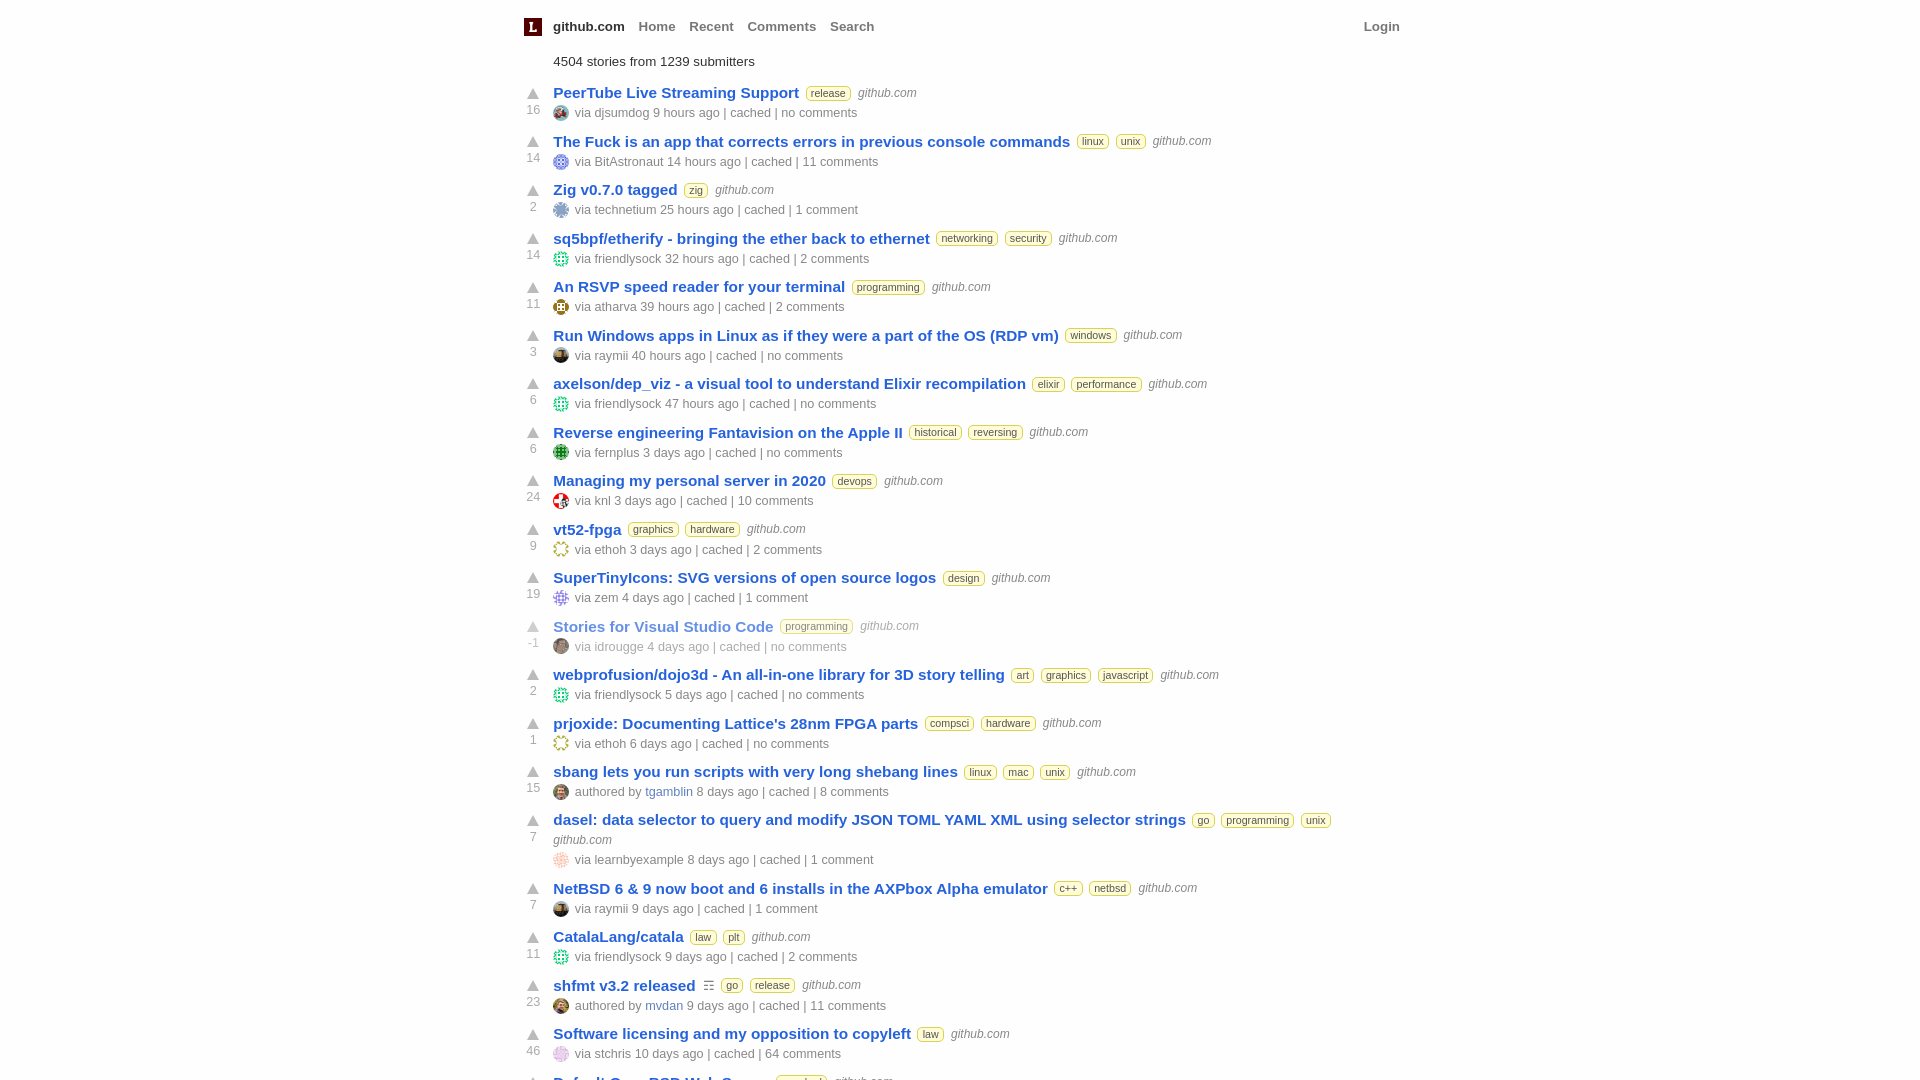 L github.com Home Recent Comments Search Login
4504 stories from 1239 submitters
PeerTube Live Streaming Support release github.com
16 via djsumdog 9 hours ago | cached | no comments
The Fuck is an app that corrects errors in previous console commands linux unix github.com
14 via BitAstronaut 14 hours ago | cached | 11 comments
Zig v0.7.0 tagged zig github.com
2 via technetium 25 hours ago | cached | 1 comment
sq5bpf/etherify - bringing the ether back to ethernet networking security github.com
14 via friendlysock 32 hours ago | cached | 2 comments
An RSVP speed reader for your terminal programming github.com
11 via atharva 39 hours ago | cached | 2 comments
Run Windows apps in Linux as if they were a part of the OS (RDP vm) windows github.com
3 via raymii 40 hours ago | cached | no comments
axelson/dep_viz - a visual tool to understand Elixir recompilation elixir performance github.com
6 via friendlysock 47 hours ago | cached | no comments
Reverse engineering Fantavision on the Apple II historical reversing github.com
6 via fernplus 3 days ago | cached | no comments
Managing my personal server in 2020 devops github.com
24 via knl 3 days ago | cached | 10 comments
vt52-fpga graphics hardware github.com
9 via ethoh 3 days ago | cached | 2 comments
SuperTinyIcons: SVG versions of open source logos design github.com
19 via zem 4 days ago | cached | 1 comment
Stories for Visual Studio Code programming github.com
-1 via idrougge 4 days ago | cached | no comments
webprofusion/dojo3d - An all-in-one library for 3D story telling art graphics javascript github.com
2 via friendlysock 5 days ago | cached | no comments
prjoxide: Documenting Lattice's 28nm FPGA parts compsci hardware github.com
1 via ethoh 6 days ago | cached | no comments
sbang lets you run scripts with very long shebang lines linux mac unix github.com
15 authored by tgamblin 8 days ago | cached | 8 comments
dasel: data selector to query and modify JSON TOML YAML XML using selector strings go programming unix
7 github.com
via learnbyexample 8 days ago | cached | 1 comment
NetBSD 6 & 9 now boot and 6 installs in the AXPbox Alpha emulator c++ netbsd github.com
7 via raymii 9 days ago | cached | 1 comment
CatalaLang/catala law plt github.com
11 via friendlysock 9 days ago | cached | 2 comments
shfmt v3.2 released ☶ go release github.com
23 authored by mvdan 9 days ago | cached | 11 comments
Software licensing and my opposition to copyleft law github.com
46 via stchris 10 days ago | cached | 64 comments